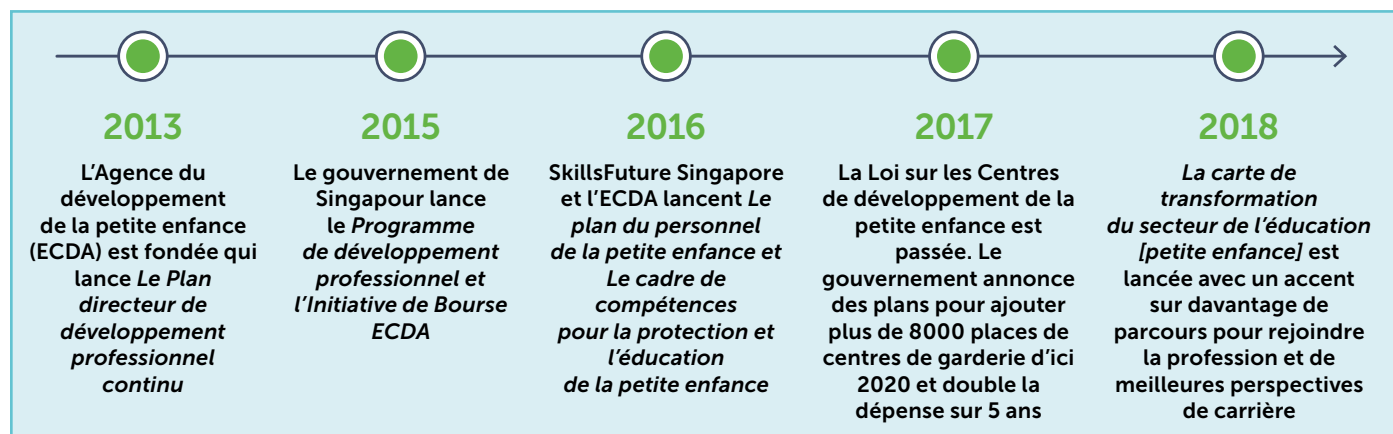 2013
L'Agence du
développement
de la petite enfance
(ECDA) est fondée qui
lance Le Plan
directeur de
développement
professionnel
continu
2015
Le gouvernement de
Singapour lance
le Programme
de développement
professionnel et
l'Initiative de Bourse
ECDA
2016
SkillsFuture Singapore
et l'ECDA lancent Le
plan du personnel
de la petite enfance et
Le cadre de
compétences
pour la protection et
l'éducation
de la petite enfance
2017
La Loi sur les Centres
de développement de la
petite enfance est
passée. Le
gouvernement annonce
des plans pour ajouter
plus de 8000 places de
centres de garderie d'ici
2020 et double la
dépense sur 5 ans
2018
La carte de
transformation
du secteur de l'éducation
[petite enfance] est
lancée avec un accent
sur davantage de
parcours pour rejoindre
la profession et de
meilleures perspectives
de carrière